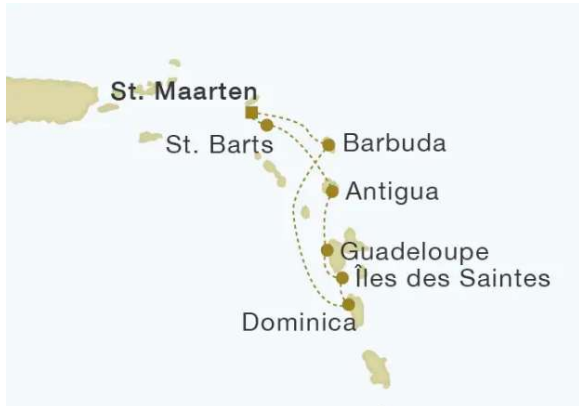 St. Maarten
St. Barts
Barbuda
Antigua
Guadeloupe
Îles des Saintes
Dominica